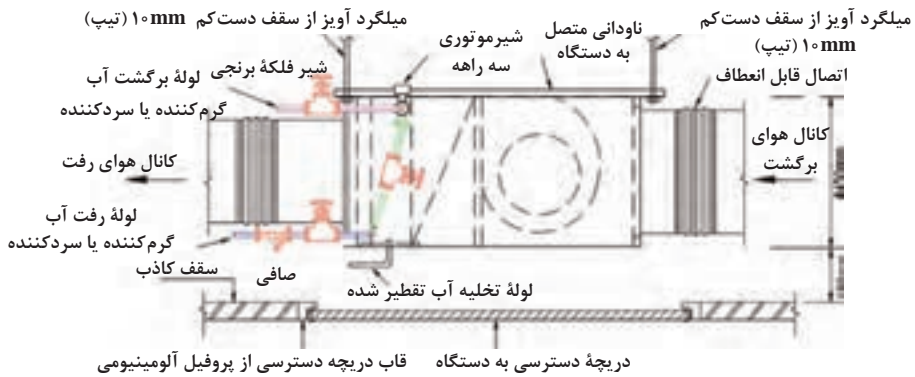 میلگرد آویز از سقف دست‌کم ۱۰mm (تیپ)
ناودانی متصل
به دستگاه
شیرموتوری
سه راهه
میلگرد آویز از سقف دست‌کم
۱۰mm (تیپ)
شیر فلکهٔ برنجی
لولهٔ برگشت آب
گرم‌کننده یا سردکننده
اتصال قابل انعطاف
کانال هوای
برگشت
کانال هوای رفت
لولهٔ رفت آب
گرم‌کننده یا سردکننده
صافی
سقف کاذب
لولهٔ تخلیه آب تقطیر شده
دریچهٔ دسترسی به دستگاه
قاب دریچه دسترسی از پروفیل آلومینیومی